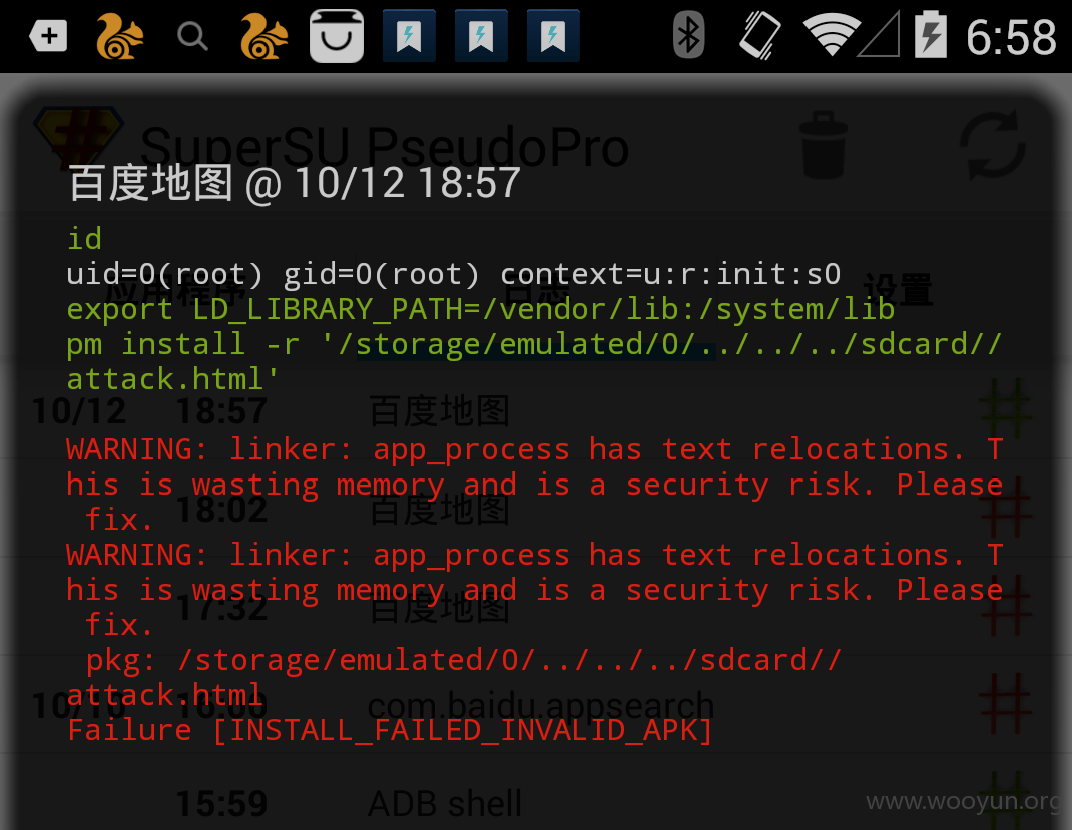 6:58
SuperSU PseudoPro
百度地图 @ 10/12 18:57
id
uid=0(root) gid=0(root) context=u:r:init:s0
应用程序 日志 设置
export LD_LIBRARY_PATH=/vendor/lib:/system/lib
pm install -r '/storage/emulated/0/../../../sdcard//
attack.html'
10/12 18:57 百度地图
WARNING: linker: app_process has text relocations. T
his is wasting memory and is a security risk. Please
fix.
18:02 百度地图
WARNING: linker: app_process has text relocations. T
his is wasting memory and is a security risk. Please
fix.
17:32 百度地图
pkg: /storage/emulated/0/../../../sdcard//
attack.html
10/10 16:00 com.baidu.appsearch
Failure [INSTALL_FAILED_INVALID_APK]
15:59 ADB shell
www.wooyun.org